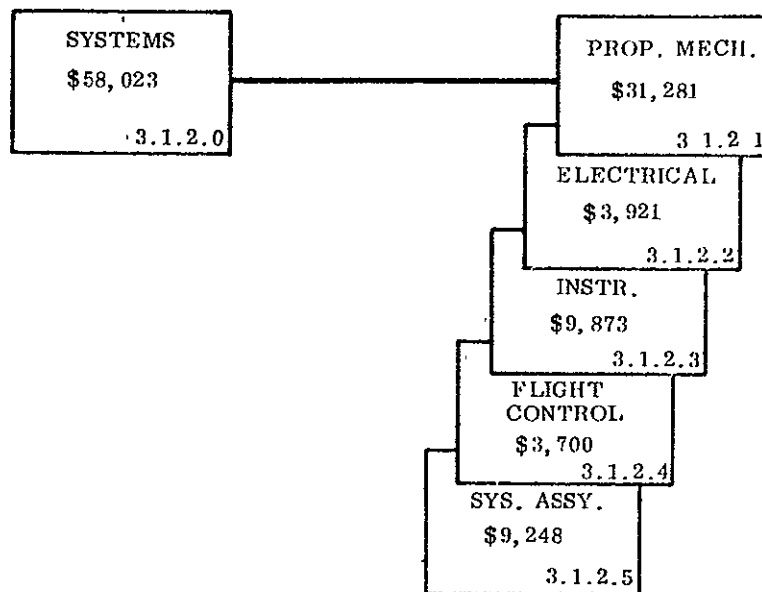 SYSTEMS
$58,023
3.1.2.0
PROP. MECH.
$31,281
3 1.2 1
ELECTRICAL
$3,921
3.1.2.2
INSTR.
$9,873
3.1.2.3
FLIGHT
CONTROL
$3,700
3.1.2.4
SYS. ASSY.
$9,248
3.1.2.5